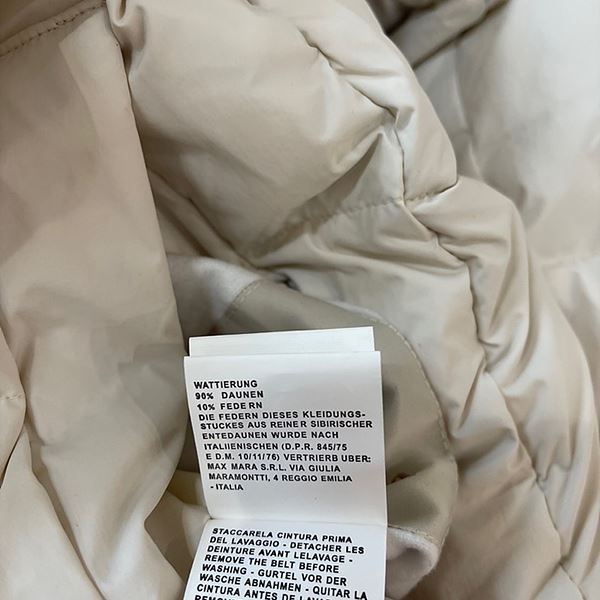 WATTIERUNG
90% DAUNEN
10% FEDERN
DIE FEDERN DIESES KLEIDUNGS-
STUCKES AUS REINER SIBIRISCHER
ENTEDAUNEN WURDE NACH
ITALIIENISCHEN (D.P.R. 845/75
E D.M. 10/11/76) VERTRIERB UBER:
MAX MARA S.R.L. VIA GIULIA
MARAMONTTI, 4 REGGIO EMILIA
- ITALIA
STACCARELA CINTURA PRIMA
DEL LAVAGGIO - DETACHER LES
DEINTURE AVANT LELAVAGE -
REMOVE THE BELT BEFORE
WASHING - GURTEL VOR DER
WASCHE ABNAHMEN - QUITAR LA
CINTURA ANTES DE